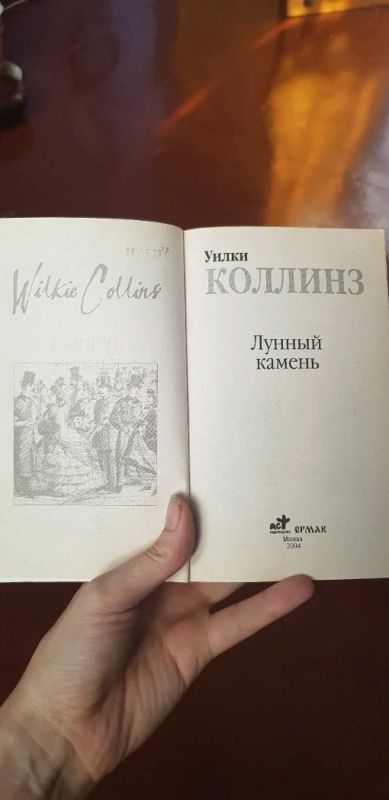 Wilkie Collins
Уилки
КОЛЛИНЗ
Лунный
камень
аст
ЕРМАК
Москва
2004